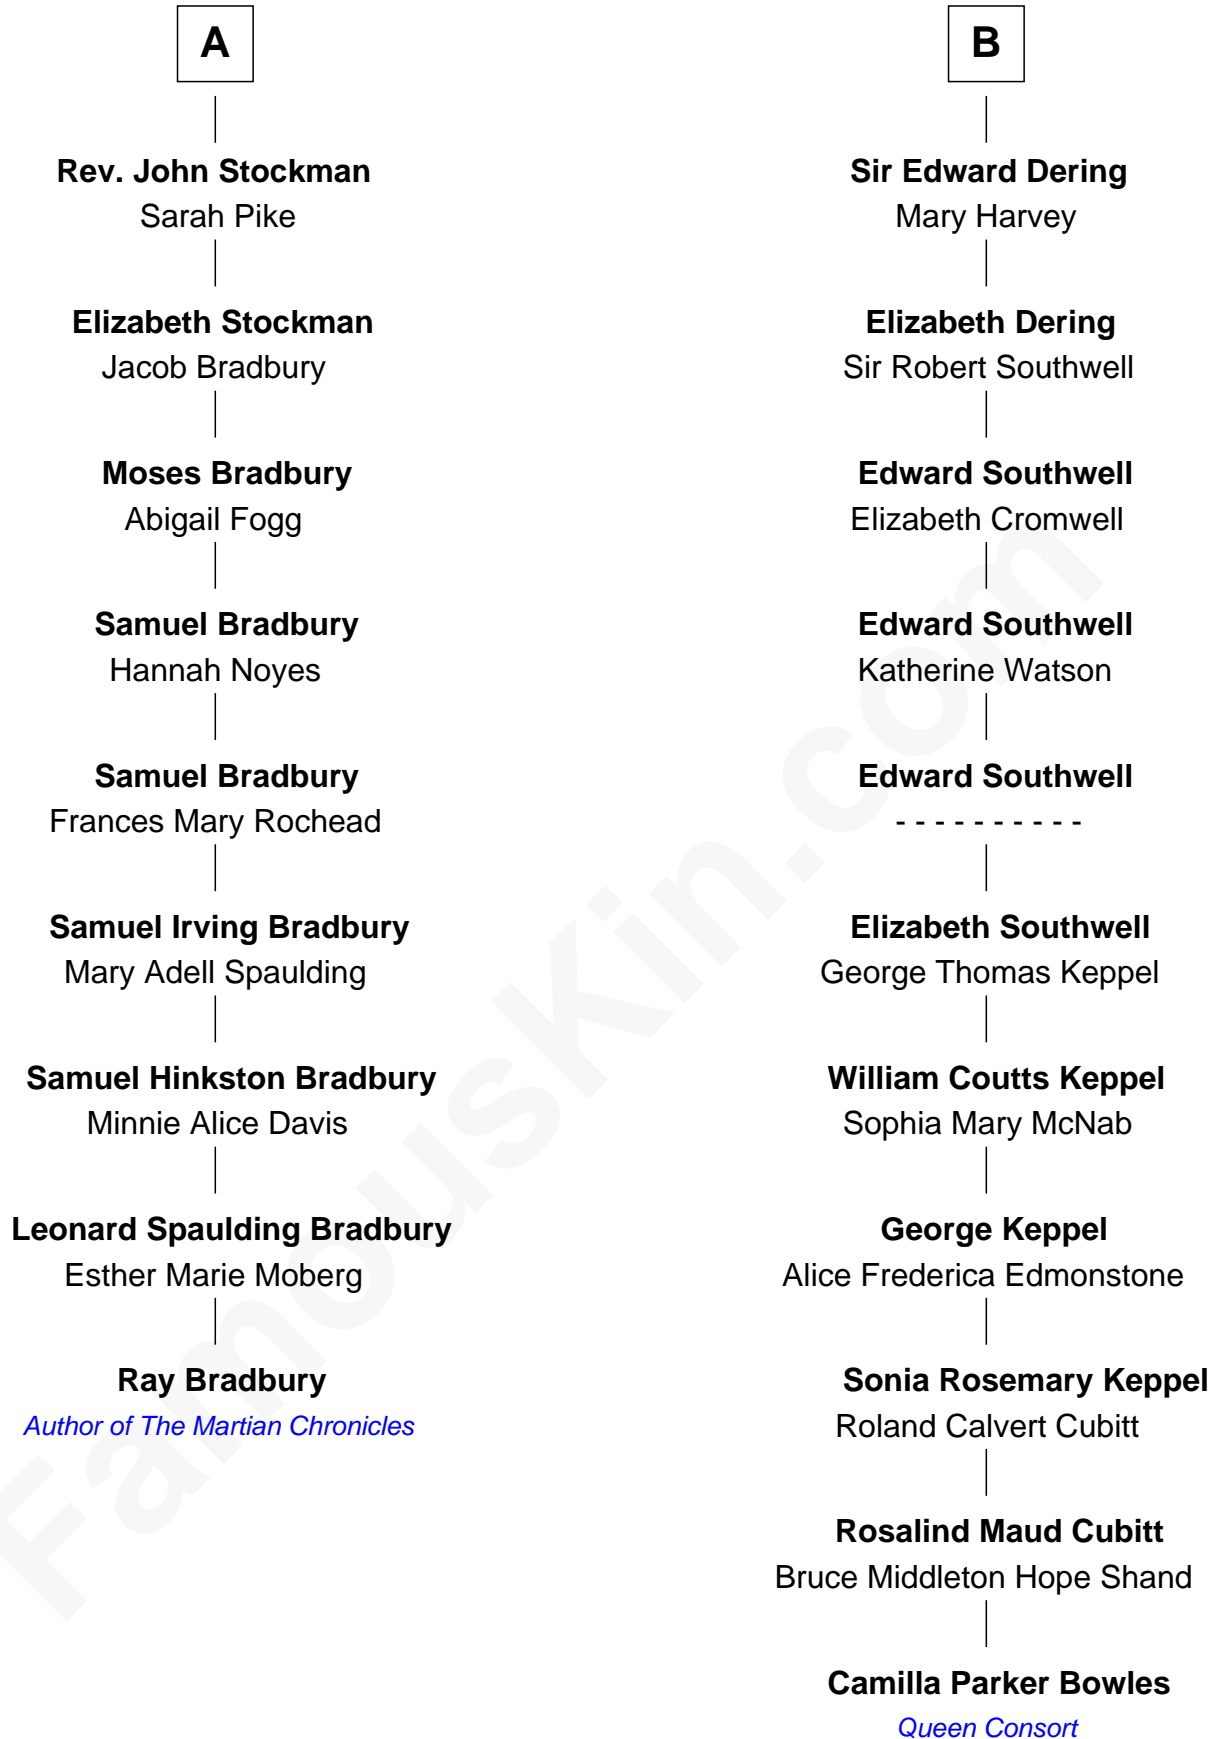 A
Rev. John Stockman
Sarah Pike
Elizabeth Stockman
Jacob Bradbury
Moses Bradbury
Abigail Fogg
Samuel Bradbury
Hannah Noyes
Samuel Bradbury
Frances Mary Rochead
Samuel Irving Bradbury
Mary Adell Spaulding
Samuel Hinkston Bradbury
Minnie Alice Davis
Leonard Spaulding Bradbury
Esther Marie Moberg
Ray Bradbury
Author of The Martian Chronicles
B
Sir Edward Dering
Mary Harvey
Elizabeth Dering
Sir Robert Southwell
Edward Southwell
Elizabeth Cromwell
Edward Southwell
Katherine Watson
Edward Southwell
- - - - - - - - - -
Elizabeth Southwell
George Thomas Keppel
William Coutts Keppel
Sophia Mary McNab
George Keppel
Alice Frederica Edmonstone
Sonia Rosemary Keppel
Roland Calvert Cubitt
Rosalind Maud Cubitt
Bruce Middleton Hope Shand
Camilla Parker Bowles
Queen Consort
FamousKin.com